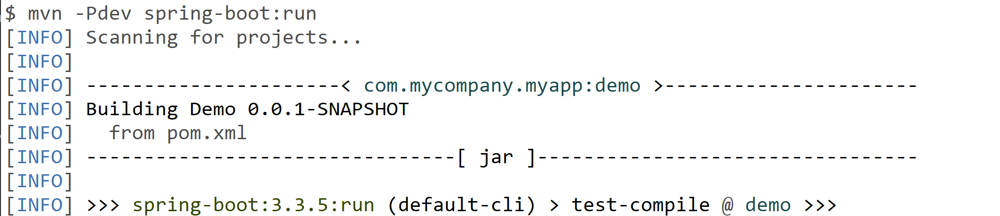 $ mvn -Pdev spring-boot:run
[INFO] Scanning for projects...
[INFO]
[INFO] ----------------------< com.mycompany.myapp:demo >----------------------
[INFO] Building Demo 0.0.1-SNAPSHOT
[INFO]   from pom.xml
[INFO] --------------------------------[ jar ]---------------------------------
[INFO]
[INFO] >>> spring-boot:3.3.5:run (default-cli) > test-compile @ demo >>>